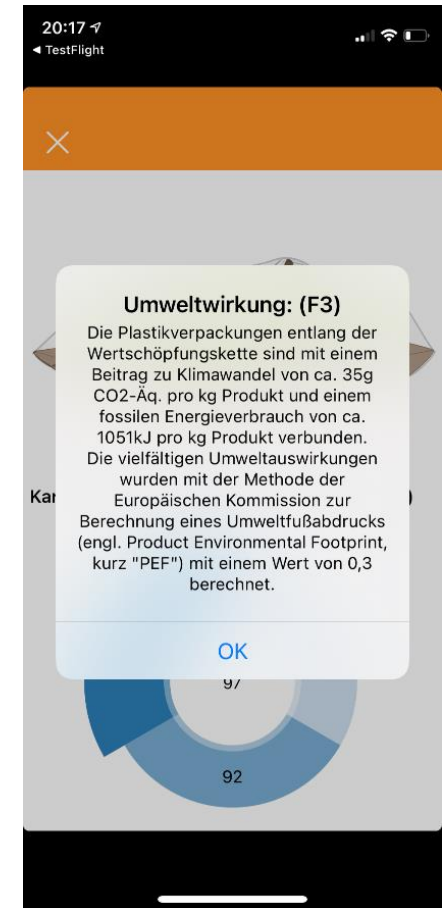 20:17
◀ TestFlight
Umweltwirkung: (F3)
Die Plastikverpackungen entlang der
Wertschöpfungskette sind mit einem
Beitrag zu Klimawandel von ca. 35g
CO2-Äq. pro kg Produkt und einem
fossilen Energieverbrauch von ca.
1051kJ pro kg Produkt verbunden.
Die vielfältigen Umweltauswirkungen
wurden mit der Methode der
Europäischen Kommission zur
Berechnung eines Umweltfußabdrucks
(engl. Product Environmental Footprint,
kurz "PEF") mit einem Wert von 0,3
berechnet.
Kar
)
OK
97
92